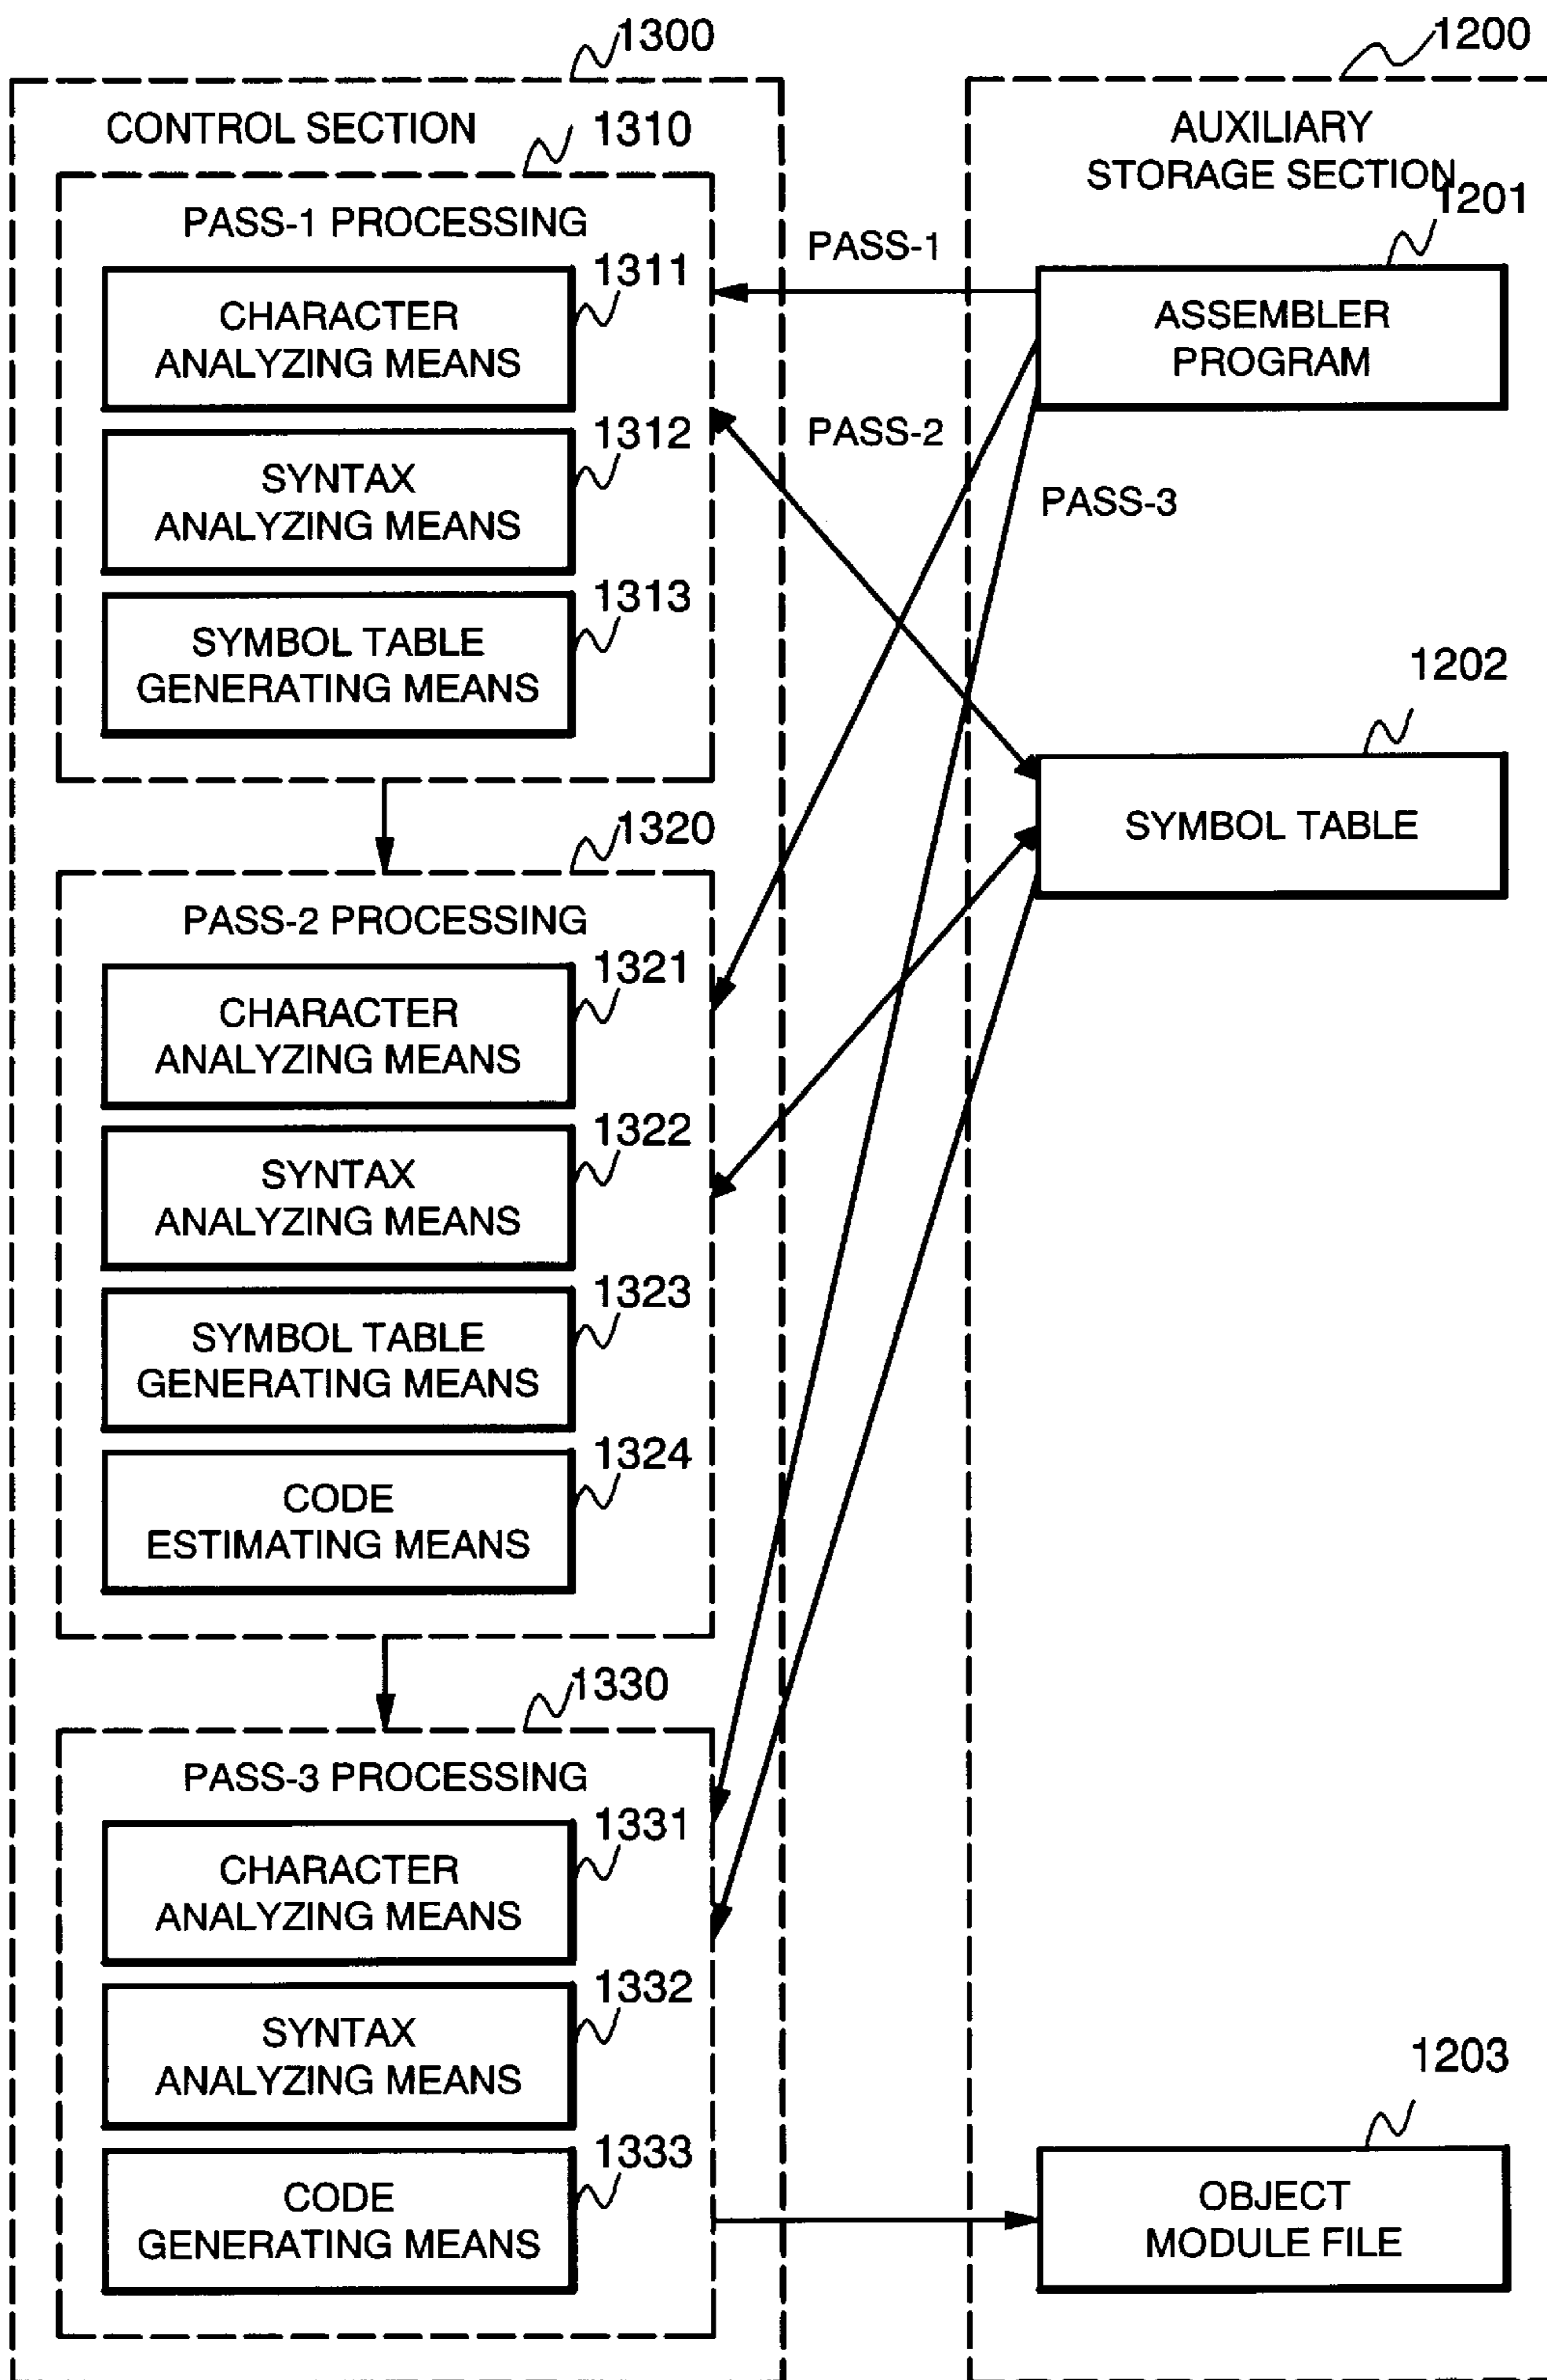 1300
1200
CONTROL SECTION
1310
AUXILIARY
STORAGE SECTION
1201
PASS-1 PROCESSING
PASS-1
1311
CHARACTER
ANALYZING MEANS
ASSEMBLER
PROGRAM
1312
PASS-2
SYNTAX
ANALYZING MEANS
PASS-3
1313
SYMBOL TABLE
GENERATING MEANS
1202
1320
SYMBOL TABLE
PASS-2 PROCESSING
1321
CHARACTER
ANALYZING MEANS
1322
SYNTAX
ANALYZING MEANS
1323
SYMBOL TABLE
GENERATING MEANS
1324
CODE
ESTIMATING MEANS
1330
PASS-3 PROCESSING
1331
CHARACTER
ANALYZING MEANS
1332
SYNTAX
ANALYZING MEANS
1203
1333
CODE
GENERATING MEANS
OBJECT
MODULE FILE